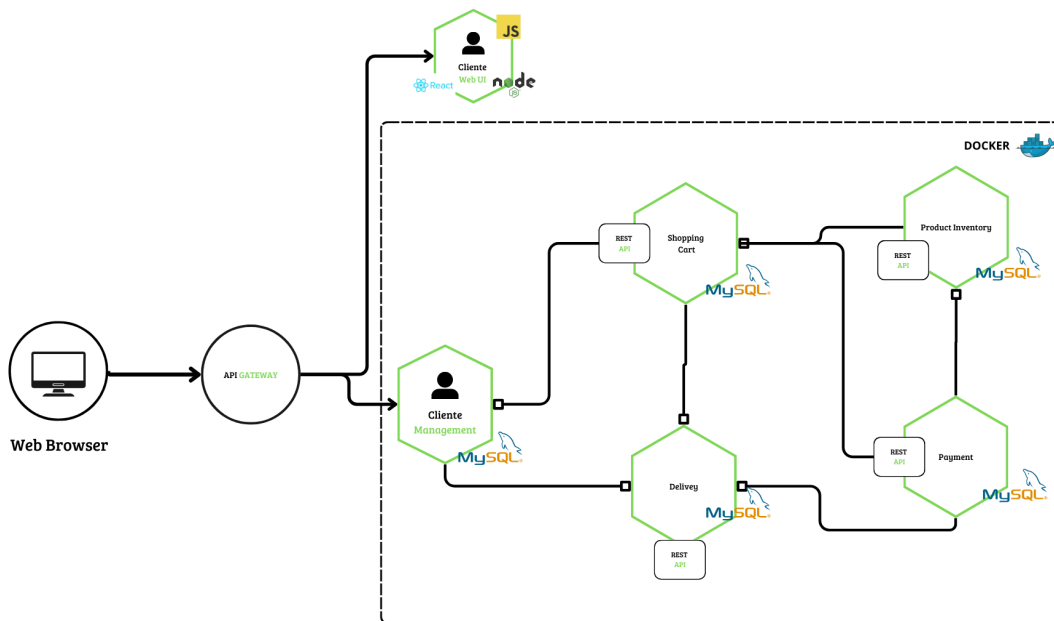 JS
Cliente
Web UI
React
node
JS
DOCKER
REST
API
Shopping
Cart
MySQL
Product Inventory
REST
API
MySQL
Web Browser
API GATEWAY
Cliente
Management
MySQL
Delivey
MySQL
REST
API
REST
API
Payment
MySQL